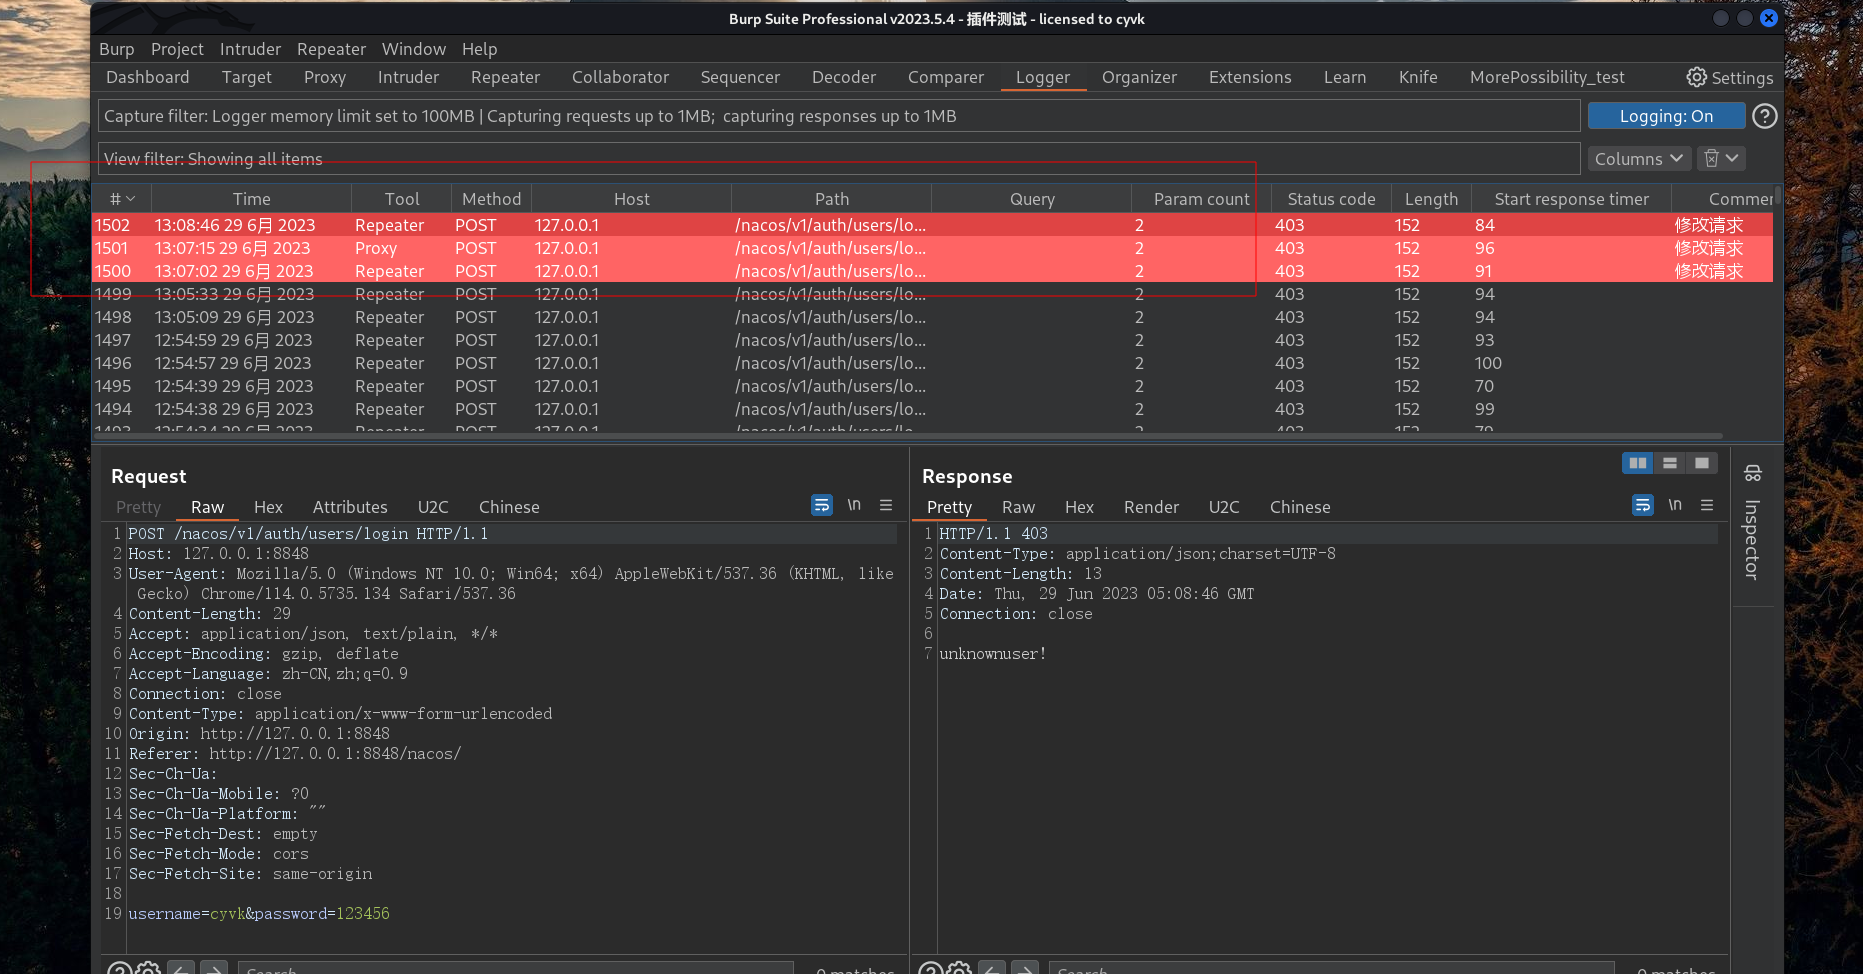 Burp Suite Professional v2023.5.4 - 插件测试 - licensed to cyvk
Burp Project Intruder Repeater Window Help
Dashboard Target Proxy Intruder Repeater Collaborator Sequencer Decoder Comparer Logger Organizer Extensions Learn Knife MorePossibility_test Settings
Capture filter: Logger memory limit set to 100MB | Capturing requests up to 1MB; capturing responses up to 1MB Logging: On ?
View filter: Showing all items Columns
# Time Tool Method Host Path Query Param count Status code Length Start response timer Commen
1502 13:08:46 29 6月 2023 Repeater POST 127.0.0.1 /nacos/v1/auth/users/lo... 2 403 152 84 修改请求
1501 13:07:15 29 6月 2023 Proxy POST 127.0.0.1 /nacos/v1/auth/users/lo... 2 403 152 96 修改请求
1500 13:07:02 29 6月 2023 Repeater POST 127.0.0.1 /nacos/v1/auth/users/lo... 2 403 152 91 修改请求
1499 13:05:33 29 6月 2023 Repeater POST 127.0.0.1 /nacos/v1/auth/users/lo... 2 403 152 94
1498 13:05:09 29 6月 2023 Repeater POST 127.0.0.1 /nacos/v1/auth/users/lo... 2 403 152 94
1497 12:54:59 29 6月 2023 Repeater POST 127.0.0.1 /nacos/v1/auth/users/lo... 2 403 152 93
1496 12:54:57 29 6月 2023 Repeater POST 127.0.0.1 /nacos/v1/auth/users/lo... 2 403 152 100
1495 12:54:39 29 6月 2023 Repeater POST 127.0.0.1 /nacos/v1/auth/users/lo... 2 403 152 70
1494 12:54:38 29 6月 2023 Repeater POST 127.0.0.1 /nacos/v1/auth/users/lo... 2 403 152 99
Request
Pretty Raw Hex Attributes U2C Chinese \n
1 POST /nacos/v1/auth/users/login HTTP/1.1
2 Host: 127.0.0.1:8848
3 User-Agent: Mozilla/5.0 (Windows NT 10.0; Win64; x64) AppleWebKit/537.36 (KHTML, like
Gecko) Chrome/114.0.5735.134 Safari/537.36
4 Content-Length: 29
5 Accept: application/json, text/plain, */*
6 Accept-Encoding: gzip, deflate
7 Accept-Language: zh-CN,zh;q=0.9
8 Connection: close
9 Content-Type: application/x-www-form-urlencoded
10 Origin: http://127.0.0.1:8848
11 Referer: http://127.0.0.1:8848/nacos/
12 Sec-Ch-Ua:
13 Sec-Ch-Ua-Mobile: ?0
14 Sec-Ch-Ua-Platform: ""
15 Sec-Fetch-Dest: empty
16 Sec-Fetch-Mode: cors
17 Sec-Fetch-Site: same-origin
18
19 username=cyvk&password=123456
Search... 0 matches
Response
Pretty Raw Hex Render U2C Chinese \n
1 HTTP/1.1 403
2 Content-Type: application/json;charset=UTF-8
3 Content-Length: 13
4 Date: Thu, 29 Jun 2023 05:08:46 GMT
5 Connection: close
6
7 unknownuser!
Search... 0 matches
Inspector